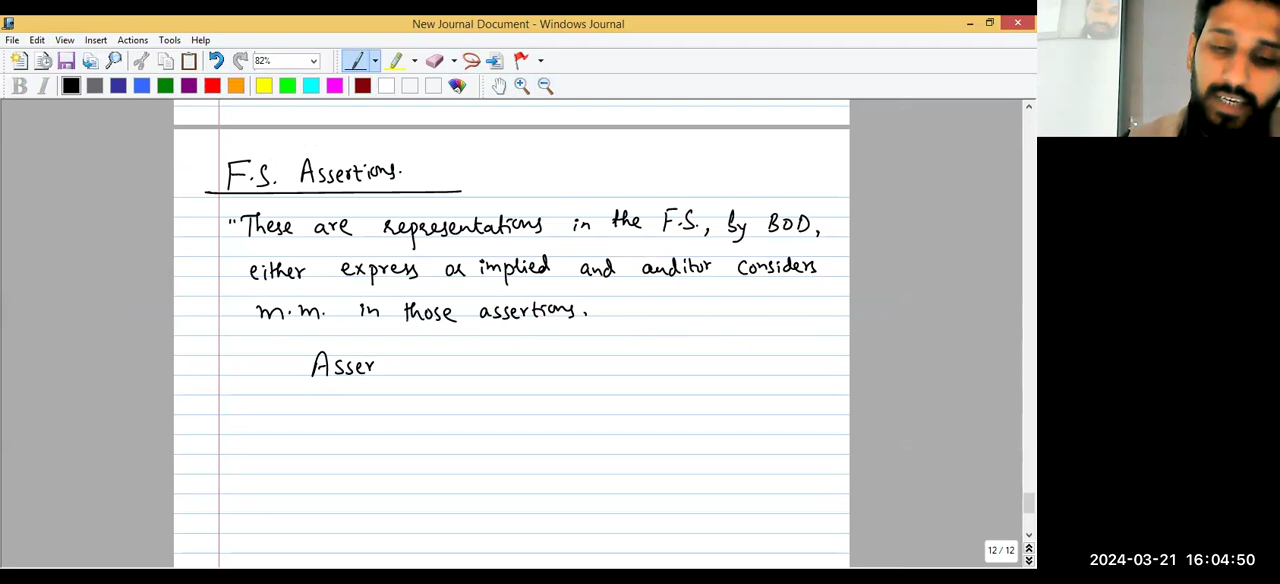 New Journal Document - Windows Journal
File Edit View Insert Actions Tools Help
82%
B I
F.S. Assertions.
"These are representations in the F.S., by BOD,
either express or implied and auditor considers
m.m. in those assertions.
Asser
12 / 12
2024-03-21 16:04:50